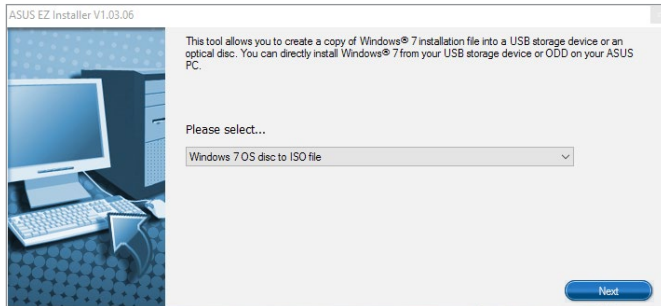 ASUS EZ Installer V1.03.06
This tool allows you to create a copy of Windows® 7 installation file into a USB storage device or an
optical disc. You can directly install Windows® 7 from your USB storage device or ODD on your ASUS
PC.
Please select...
Windows 7 OS disc to ISO file
Next